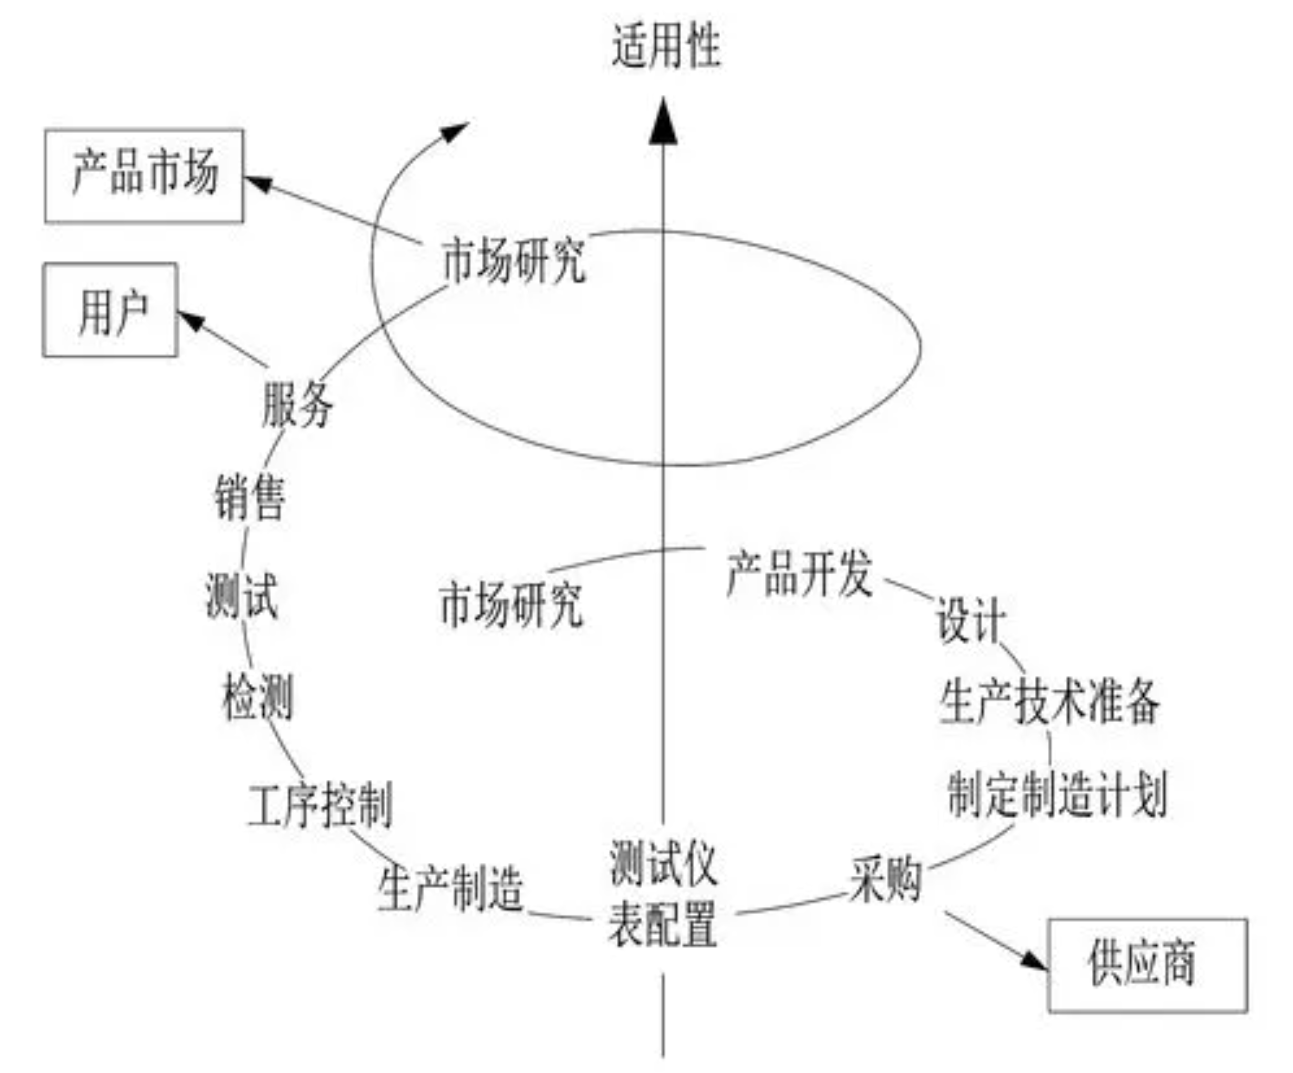 适用性
产品市场
市场研究
用户
服务
销售
测试
市场研究
产品开发
设计
检测
生产技术准备
制定制造计划
工序控制
生产制造
测试仪
表配置
采购
供应商